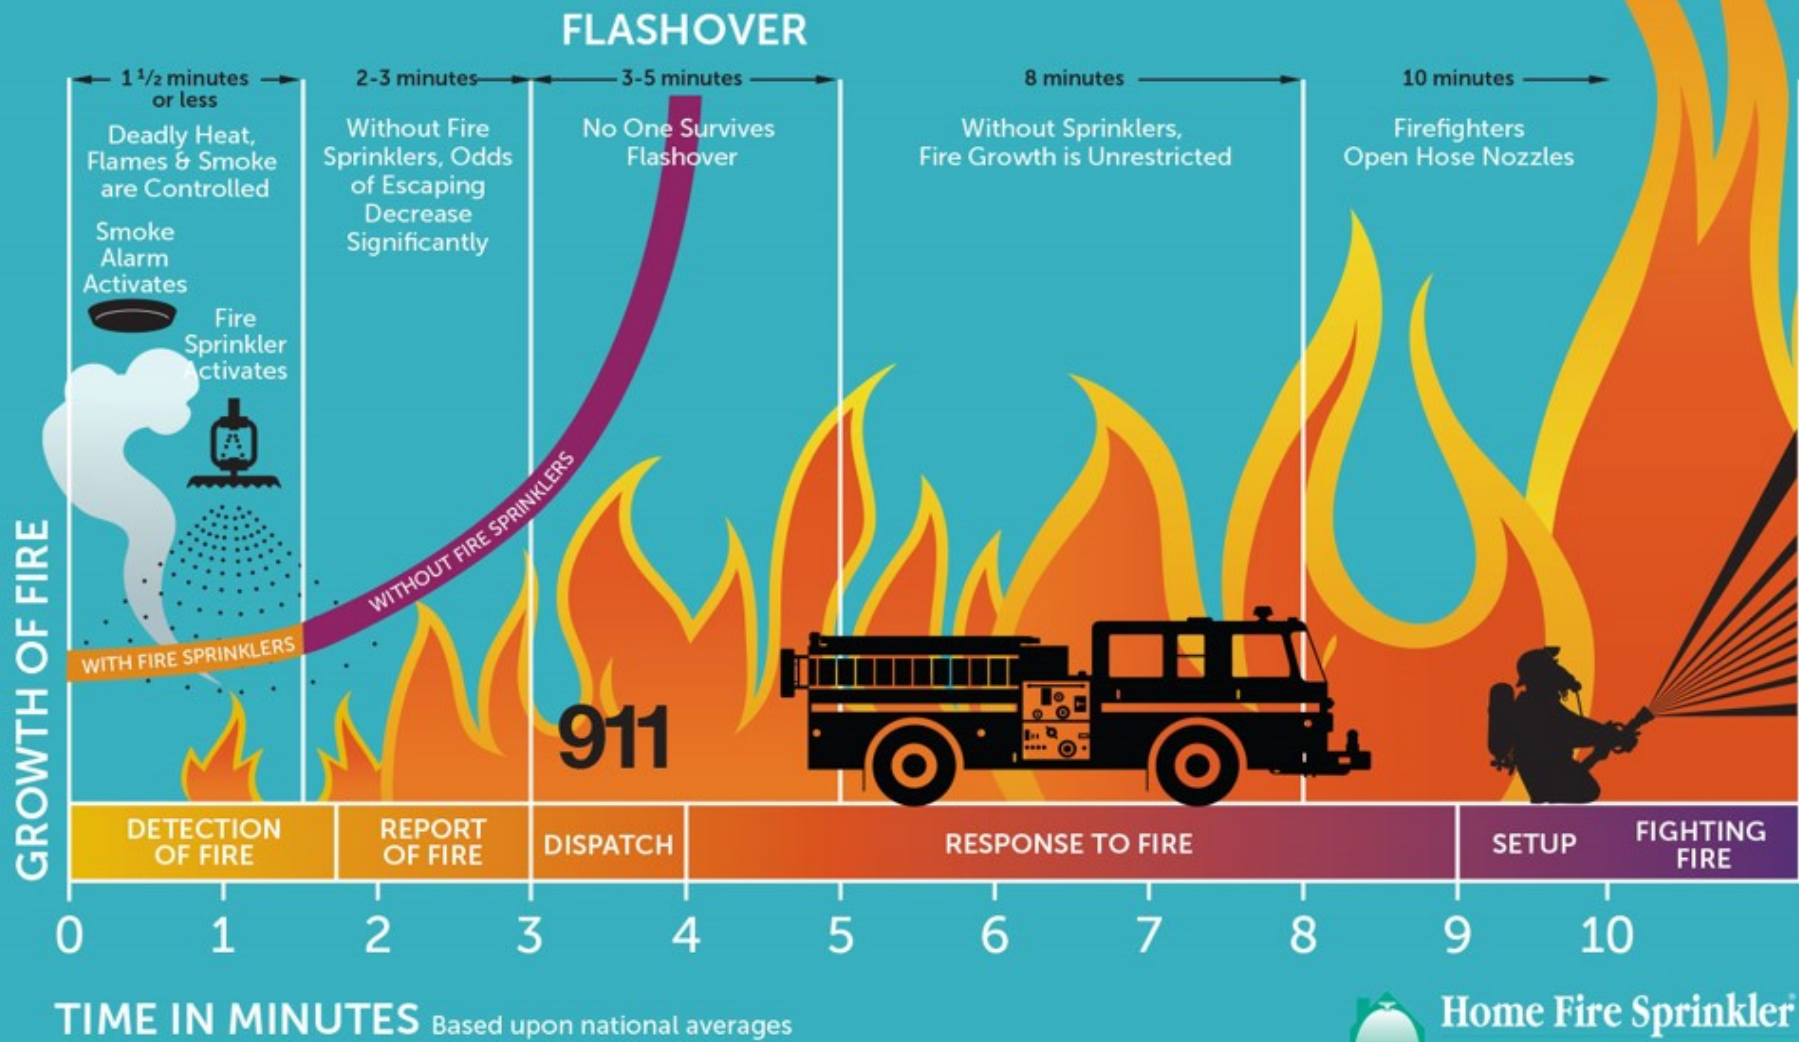 FLASHOVER
1 1/2 minutes
or less
Deadly Heat,
Flames & Smoke
are Controlled
Smoke
Alarm
Activates
Fire
Sprinkler
Activates
2-3 minutes
Without Fire
Sprinklers, Odds
of Escaping
Decrease
Significantly
3-5 minutes
No One Survives
Flashover
8 minutes
Without Sprinklers,
Fire Growth is Unrestricted
10 minutes
Firefighters
Open Hose Nozzles
GROWTH OF FIRE
WITH FIRE SPRINKLERS
WITHOUT FIRE SPRINKLERS
911
DETECTION
OF FIRE
REPORT
OF FIRE
DISPATCH
RESPONSE TO FIRE
SETUP
FIGHTING
FIRE
0 1 2 3 4 5 6 7 8 9 10
TIME IN MINUTES Based upon national averages
Home Fire Sprinkler